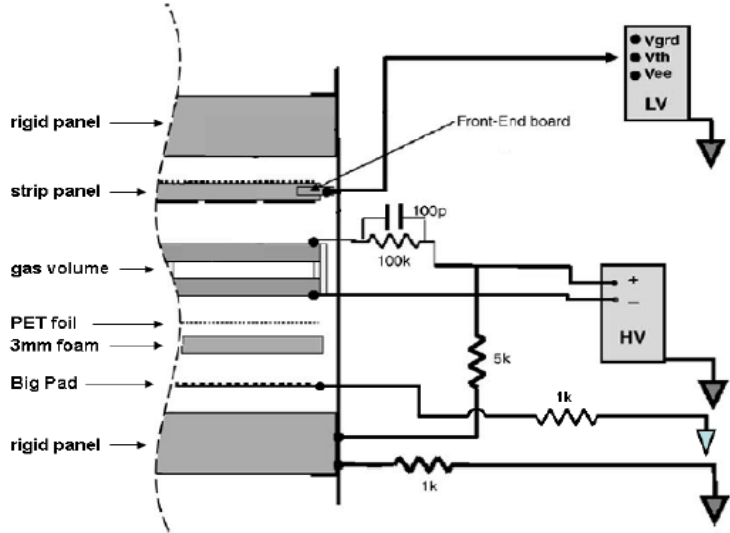 Vgrd
Vth
Vee
LV
rigid panel
Front-End board
strip panel
100p
100k
gas volume
+
–
HV
PET foil
3mm foam
5k
Big Pad
1k
rigid panel
1k